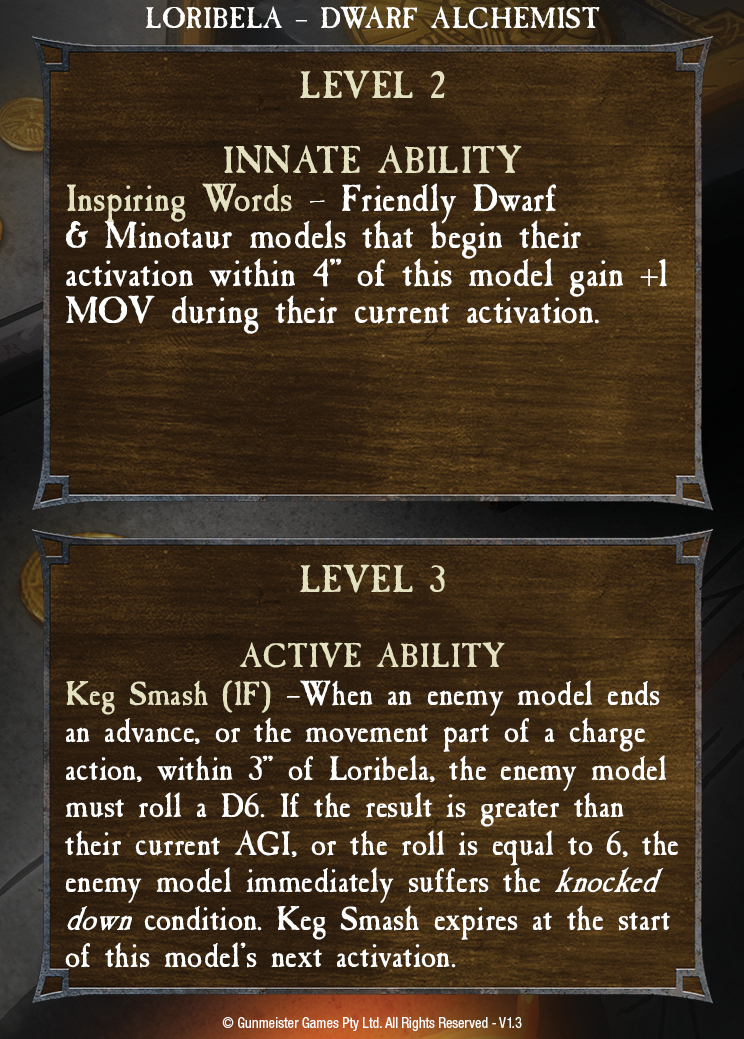 LORIBELA – DWARF ALCHEMIST
LEVEL 2
INNATE ABILITY
Inspiring Words – Friendly Dwarf
& Minotaur models that begin their
activation within 4” of this model gain +1
MOV during their current activation.
LEVEL 3
ACTIVE ABILITY
Keg Smash (1F) –When an enemy model ends
an advance, or the movement part of a charge
action, within 3” of Loribela, the enemy model
must roll a D6. If the result is greater than
their current AGI, or the roll is equal to 6, the
enemy model immediately suffers the knocked
down condition. Keg Smash expires at the start
of this model’s next activation.
© Gunmeister Games Pty Ltd. All Rights Reserved - V1.3